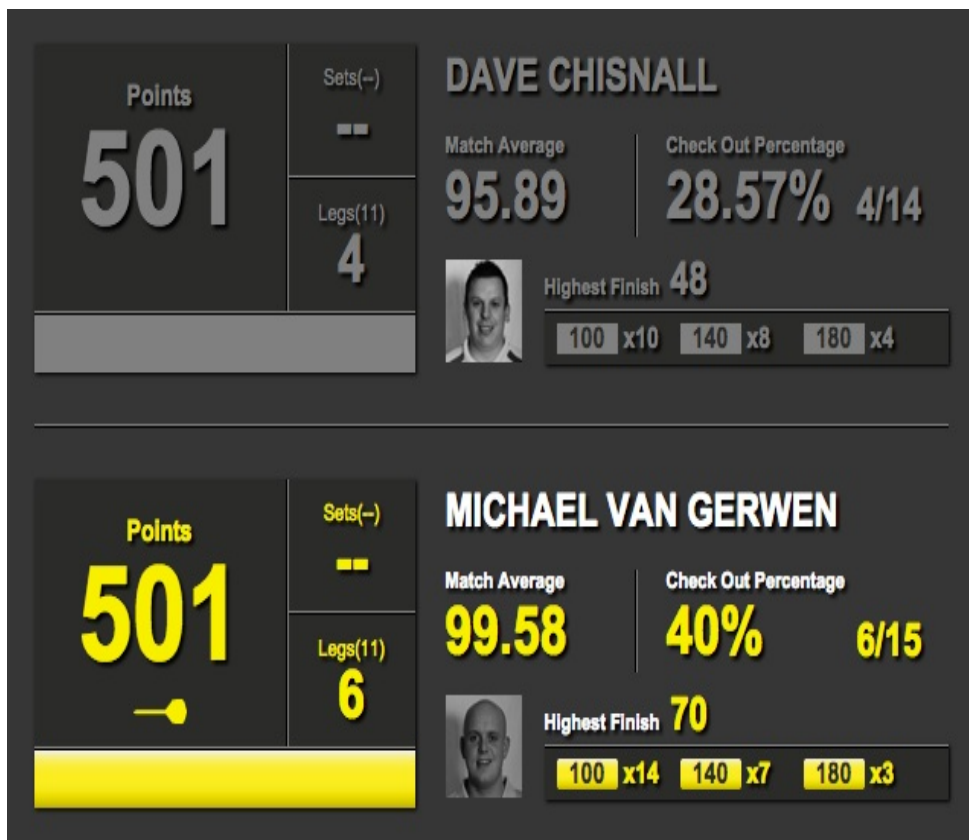 Points
501
Sets(--)
--
Legs(11)
4
DAVE CHISNALL
Match Average
95.89
Check Out Percentage
28.57% 4/14
Highest Finish 48
100 x10 140 x8 180 x4
Points
501
Sets(--)
--
Legs(11)
6
MICHAEL VAN GERWEN
Match Average
99.58
Check Out Percentage
40% 6/15
Highest Finish 70
100 x14 140 x7 180 x3